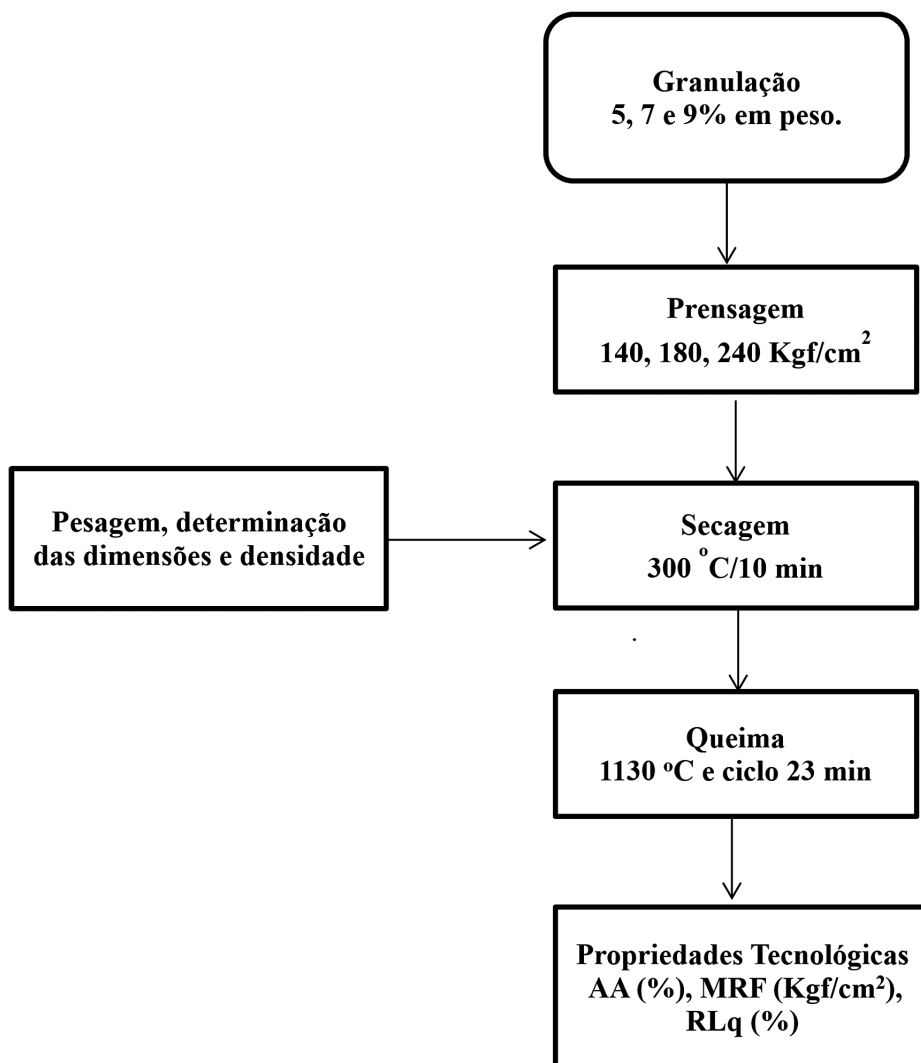 Granulação
5, 7 e 9% em peso.
Prensagem
140, 180, 240 Kgf/cm²
Pesagem, determinação
das dimensões e densidade
Secagem
300 °C/10 min
Queima
1130 °C e ciclo 23 min
Propriedades Tecnológicas
AA (%), MRF (Kgf/cm²),
RLq (%)